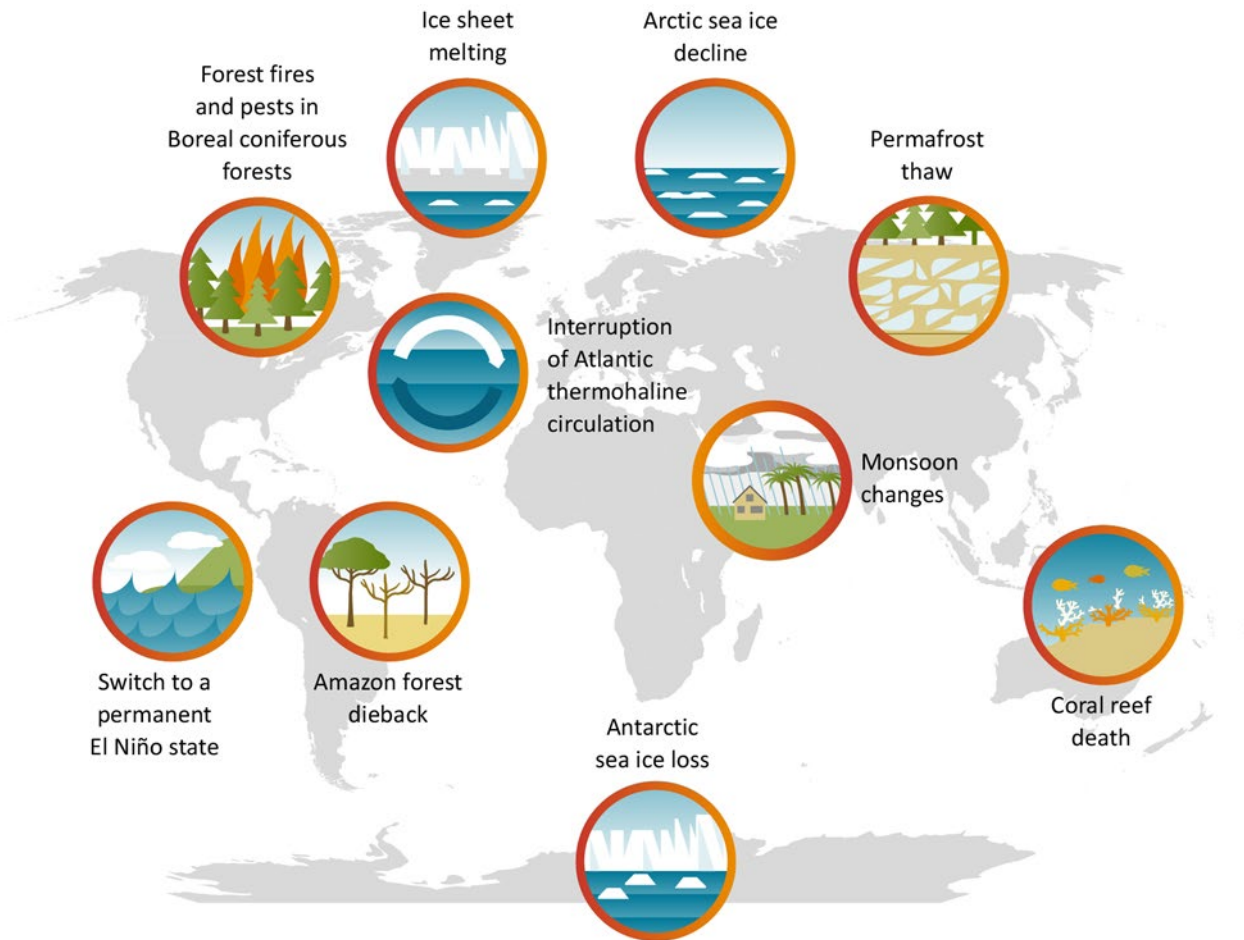 Ice sheet
melting
Arctic sea ice
decline
Forest fires
and pests in
Boreal coniferous
forests
Permafrost
thaw
Interruption
of Atlantic
thermohaline
circulation
Monsoon
changes
Switch to a
permanent
El Niño state
Amazon forest
dieback
Antarctic
sea ice loss
Coral reef
death